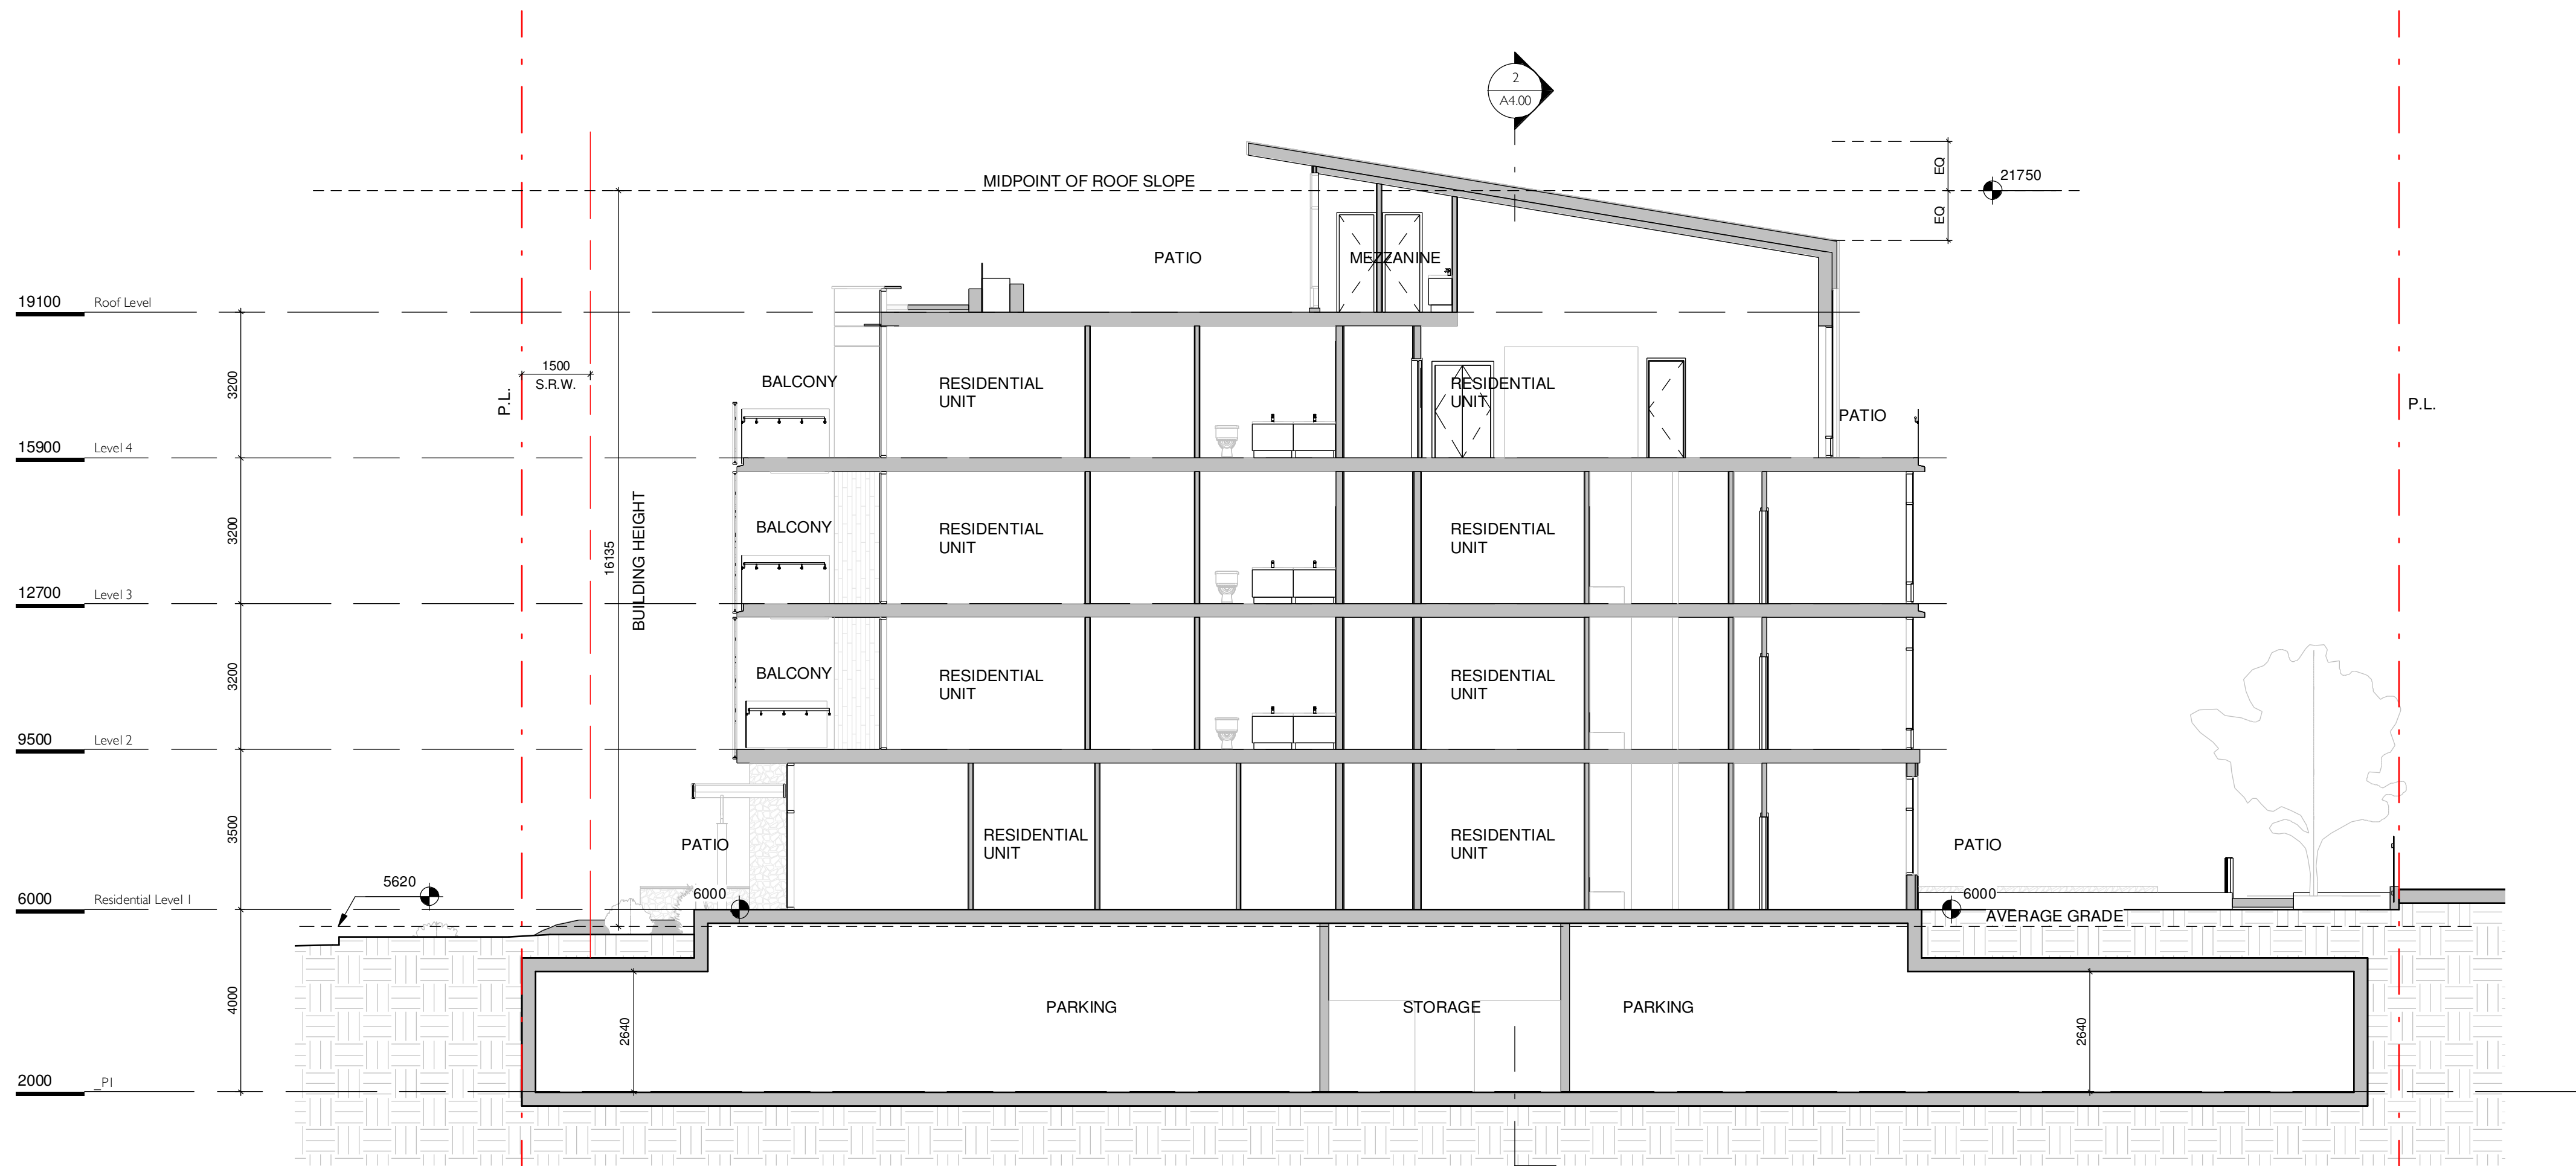 2
A4.00
MIDPOINT OF ROOF SLOPE
EQ
21750
EQ
PATIO
MEZZANINE
19100 Roof Level
1500
S.R.W.
P.L.
3200
BALCONY
RESIDENTIAL
UNIT
RESIDENTIAL
UNIT
PATIO
P.L.
15900 Level 4
3200
16135
BUILDING HEIGHT
BALCONY
RESIDENTIAL
UNIT
RESIDENTIAL
UNIT
12700 Level 3
3200
BALCONY
RESIDENTIAL
UNIT
RESIDENTIAL
UNIT
9500 Level 2
3500
PATIO
RESIDENTIAL
UNIT
RESIDENTIAL
UNIT
PATIO
5620
6000 Residential Level 1
6000
6000
AVERAGE GRADE
4000
2640
PARKING
STORAGE
PARKING
2640
2000 _P1